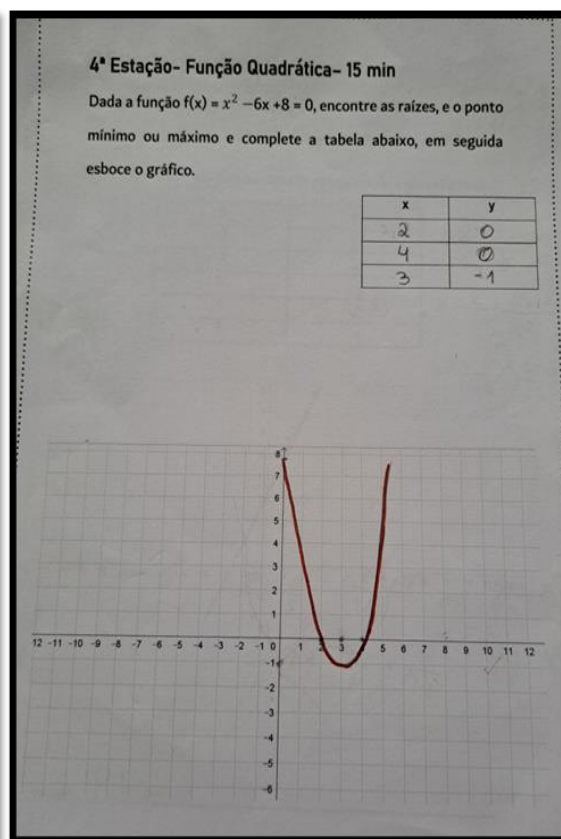 4ª Estação- Função Quadrática- 15 min
Dada a função f(x) = x² −6x +8 = 0, encontre as raízes, e o ponto
mínimo ou máximo e complete a tabela abaixo, em seguida
esboce o gráfico.
x y
2 0
4 0
3 -1
8
7
6
5
4
3
2
1
12 -11 -10 -9 -8 -7 -6 -5 -4 -3 -2 -1 0 1 2 3 4 5 6 7 8 9 10 11 12
-1
-2
-3
-4
-5
-6